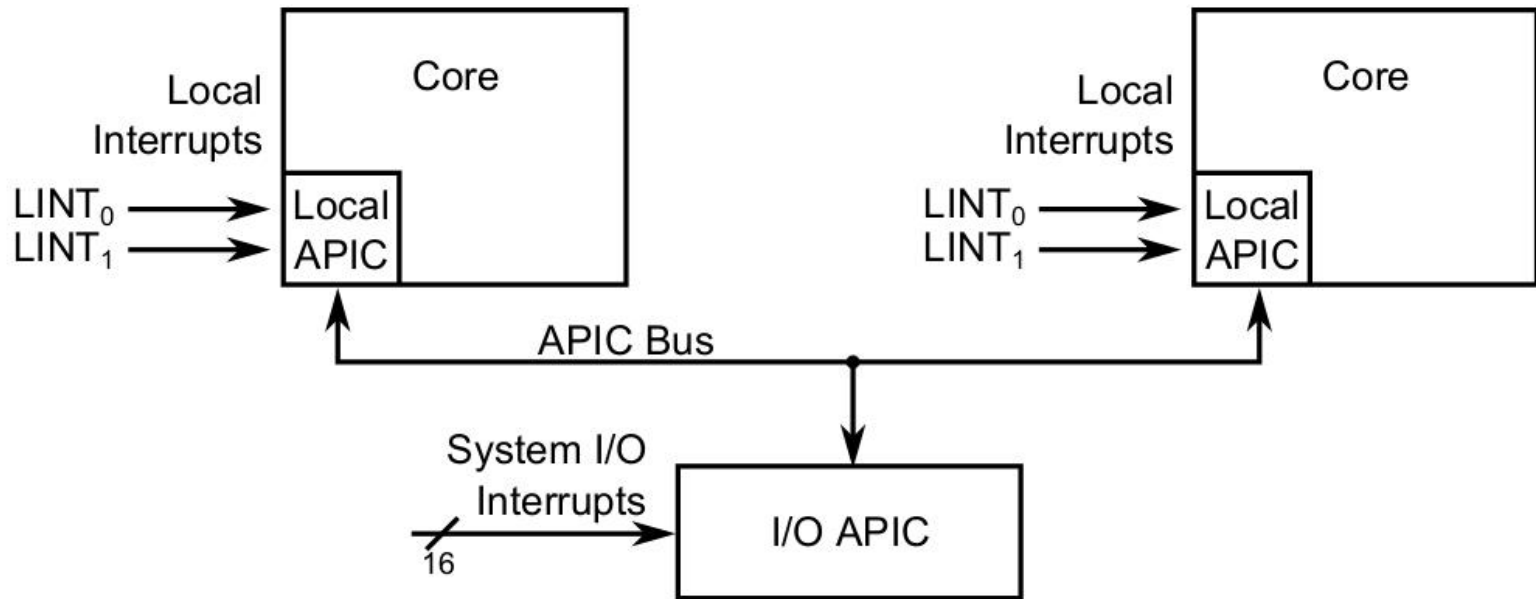 Core
Local
Interrupts
LINT₀
LINT₁
Local
APIC
Core
Local
Interrupts
LINT₀
LINT₁
Local
APIC
APIC Bus
System I/O
Interrupts
16
I/O APIC